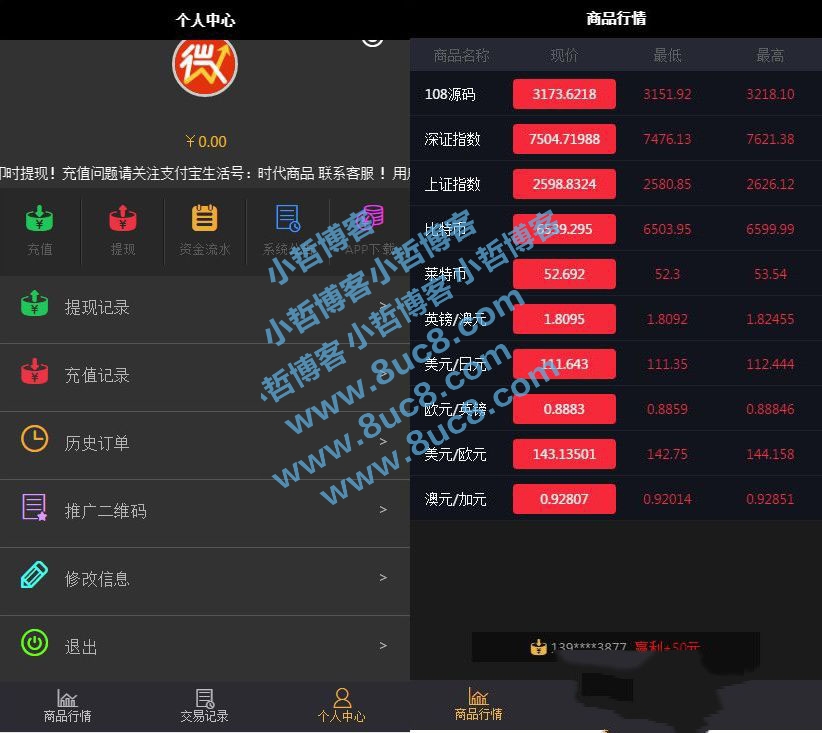 个人中心
￥0.00
即时提现！充值问题请关注支付宝生活号：时代商品 联系客服！用户
充值 提现 资金流水 系统公告 APP下载
提现记录
充值记录 >
历史订单 >
推广二维码 >
修改信息 >
退出 >
商品行情 交易记录 个人中心
商品行情
商品名称 现价 最低 最高
108源码 3173.6218 3151.92 3218.10
深证指数 7504.71988 7476.13 7621.38
上证指数 2598.8324 2580.85 2626.12
比特币 6539.295 6503.95 6599.99
莱特币 52.692 52.3 53.54
英镑/澳元 1.8095 1.8092 1.82455
美元/日元 111.643 111.35 112.444
欧元/英镑 0.8883 0.8859 0.88846
美元/欧元 143.13501 142.75 144.158
澳元/加元 0.92807 0.92014 0.92851
139****3877 赢利+50元
商品行情
小哲博客小哲博客
小哲博客小哲博客小哲博客
小哲博客小哲博客
www.8uc8.com
www.8uc8.com
www.8uc8.com